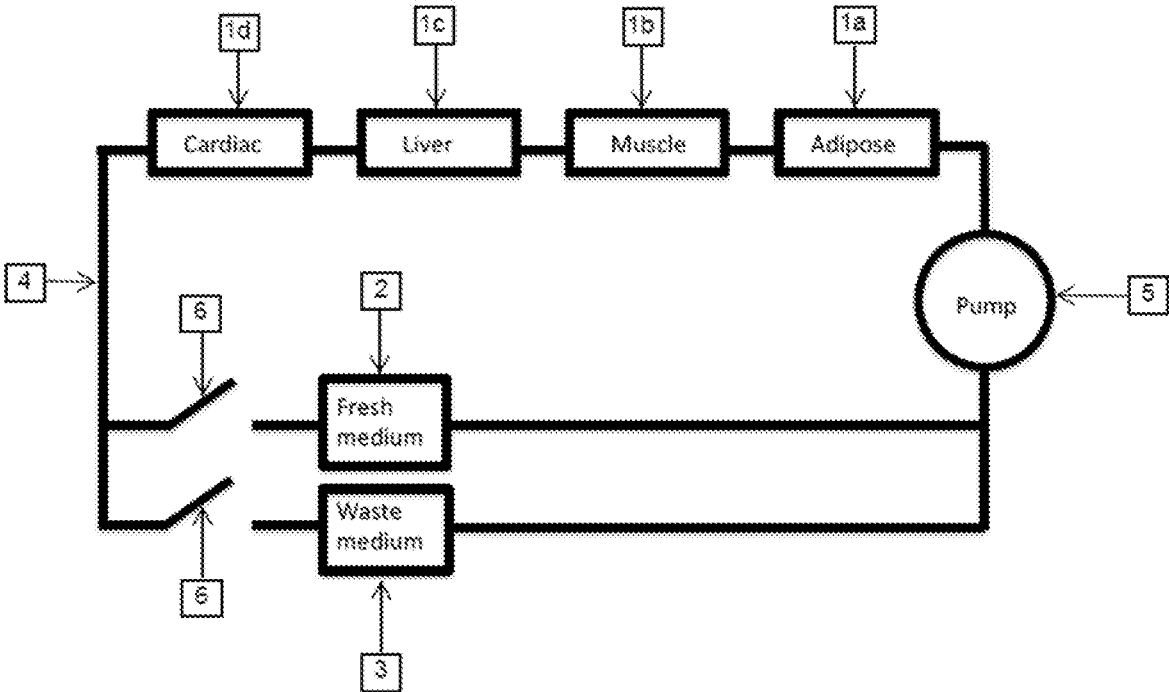 1d
1c
1b
1a
Cardiac
Liver
Muscle
Adipose
4
2
5
6
Pump
Fresh
medium
Waste
medium
6
3